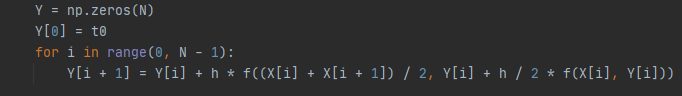 Y = np.zeros(N)
Y[0] = t0
for i in range(0, N - 1):
    Y[i + 1] = Y[i] + h * f((X[i] + X[i + 1]) / 2, Y[i] + h / 2 * f(X[i], Y[i]))